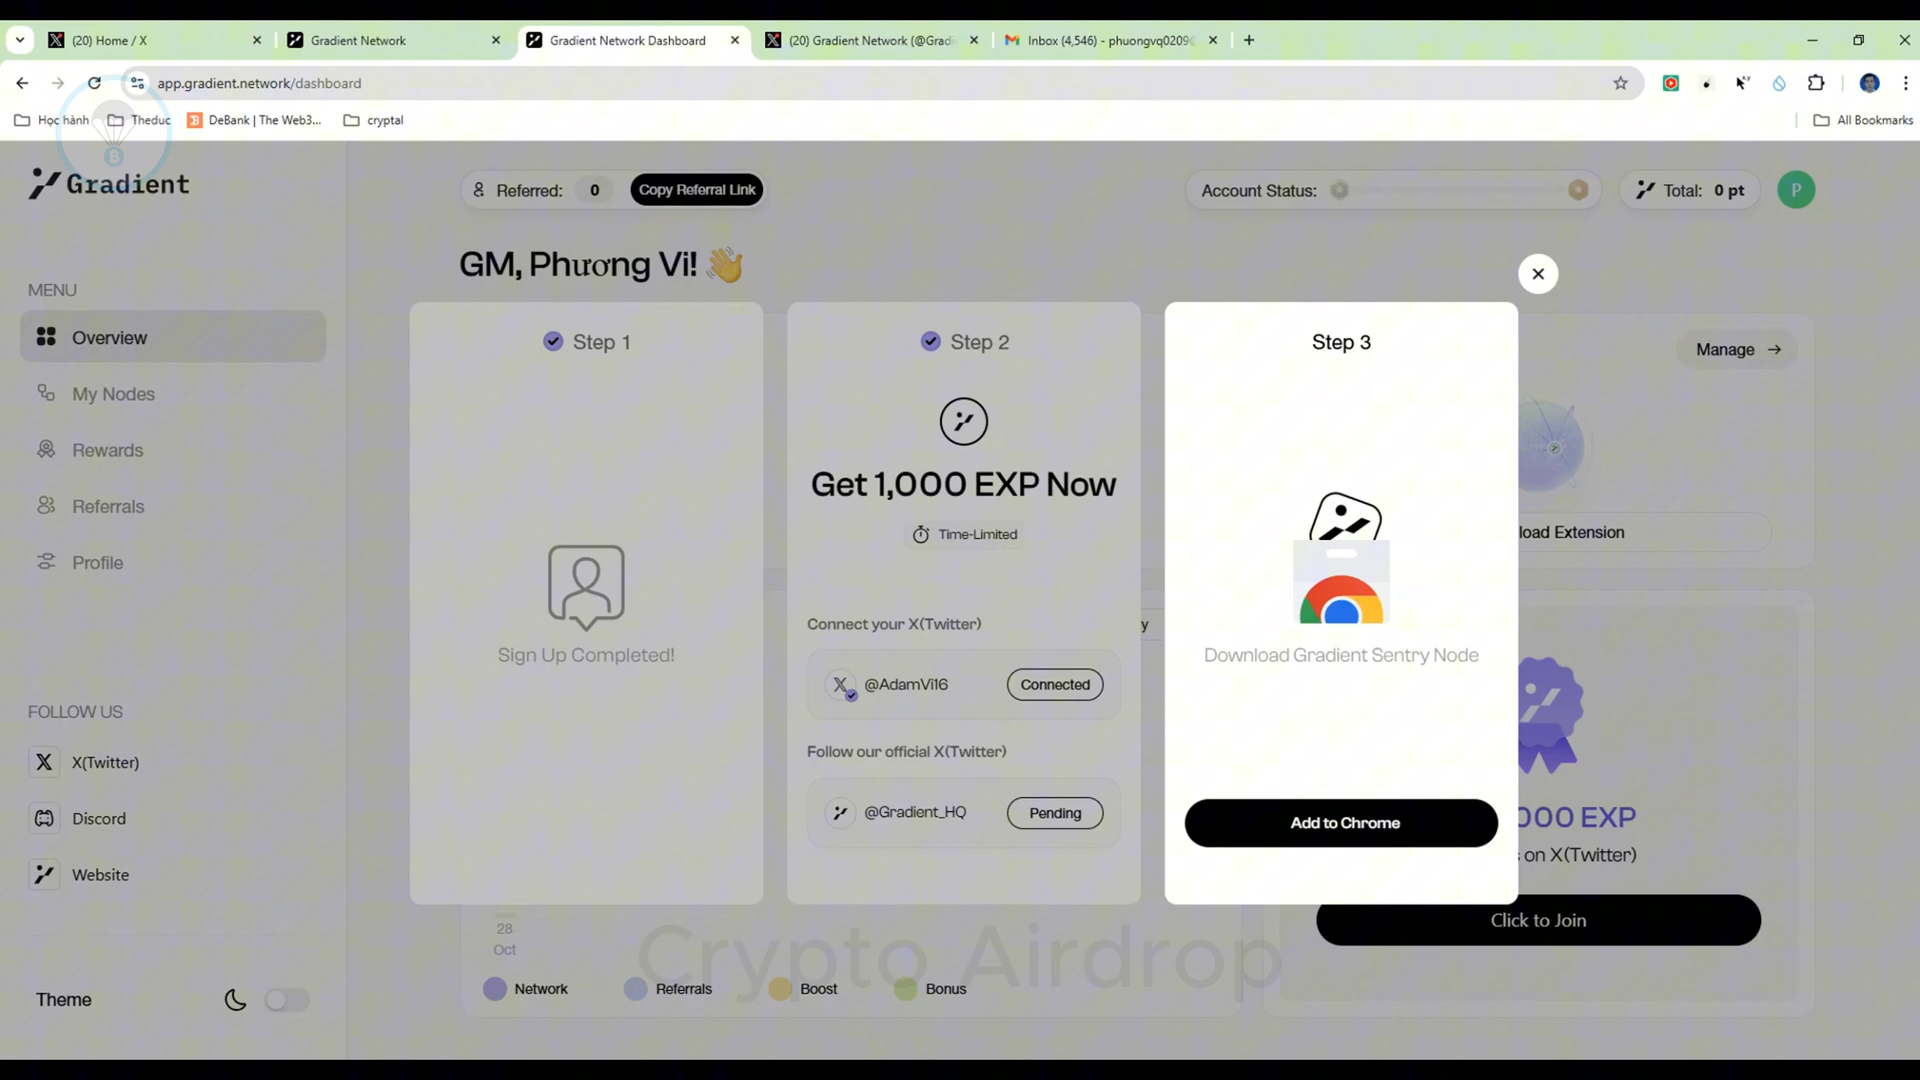 (20) Home / X
Gradient Network
Gradient Network Dashboard
(20) Gradient Network (@Gradi
Inbox (4,546) - phuongvq0209@
app.gradient.network/dashboard
Học hành
Theduc
DeBank | The Web3...
cryptal
All Bookmarks
Gradient
Referred: 0
Copy Referral Link
Account Status:
Total: 0 pt
P
GM, Phương Vi! 👋
MENU
Overview
My Nodes
Rewards
Referrals
Profile
FOLLOW US
X(Twitter)
Discord
Website
Theme
Step 1
Sign Up Completed!
Step 2
Get 1,000 EXP Now
Time-Limited
Connect your X(Twitter)
@AdamVi16
Connected
Follow our official X(Twitter)
@Gradient_HQ
Pending
Step 3
Download Gradient Sentry Node
Add to Chrome
Manage
load Extension
y
000 EXP
s on X(Twitter)
Click to Join
28
Oct
Crypto Airdrop
Network
Referrals
Boost
Bonus